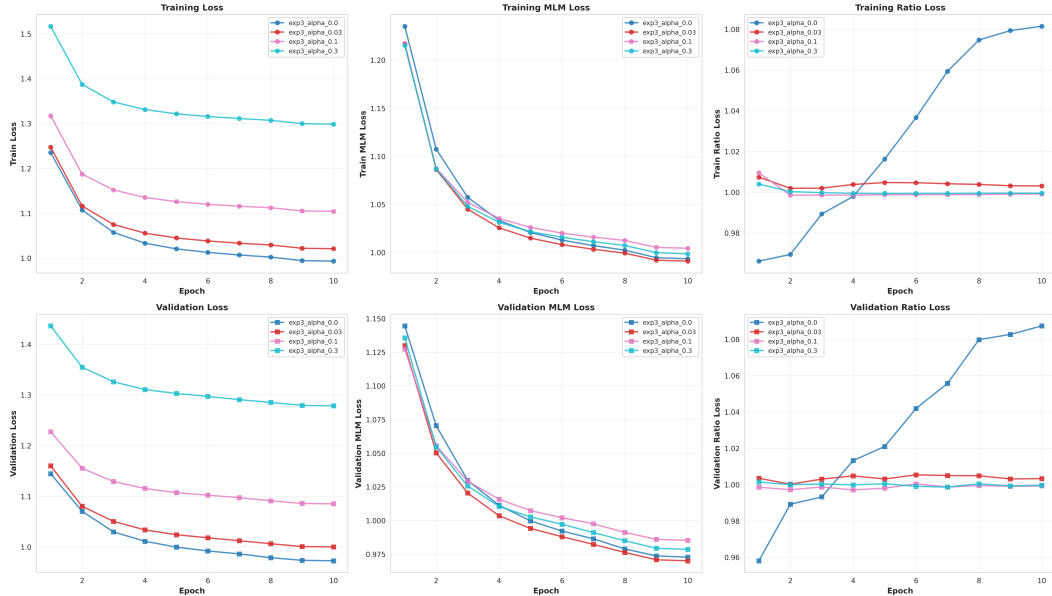 Training Loss
Train Loss
1.5
1.4
1.3
1.2
1.1
1.0
exp3_alpha_0.0
exp3_alpha_0.03
exp3_alpha_0.1
exp3_alpha_0.3
2 4 6 8 10
Epoch
Training MLM Loss
Train MLM Loss
1.20
1.15
1.10
1.05
1.00
exp3_alpha_0.0
exp3_alpha_0.03
exp3_alpha_0.1
exp3_alpha_0.3
2 4 6 8 10
Epoch
Training Ratio Loss
Train Ratio Loss
1.08
1.06
1.04
1.02
1.00
0.98
exp3_alpha_0.0
exp3_alpha_0.03
exp3_alpha_0.1
exp3_alpha_0.3
2 4 6 8 10
Epoch
Validation Loss
Validation Loss
1.4
1.3
1.2
1.1
1.0
exp3_alpha_0.0
exp3_alpha_0.03
exp3_alpha_0.1
exp3_alpha_0.3
2 4 6 8 10
Epoch
Validation MLM Loss
Validation MLM Loss
1.150
1.125
1.100
1.075
1.050
1.025
1.000
0.975
exp3_alpha_0.0
exp3_alpha_0.03
exp3_alpha_0.1
exp3_alpha_0.3
2 4 6 8 10
Epoch
Validation Ratio Loss
Validation Ratio Loss
1.08
1.06
1.04
1.02
1.00
0.98
0.96
exp3_alpha_0.0
exp3_alpha_0.03
exp3_alpha_0.1
exp3_alpha_0.3
2 4 6 8 10
Epoch